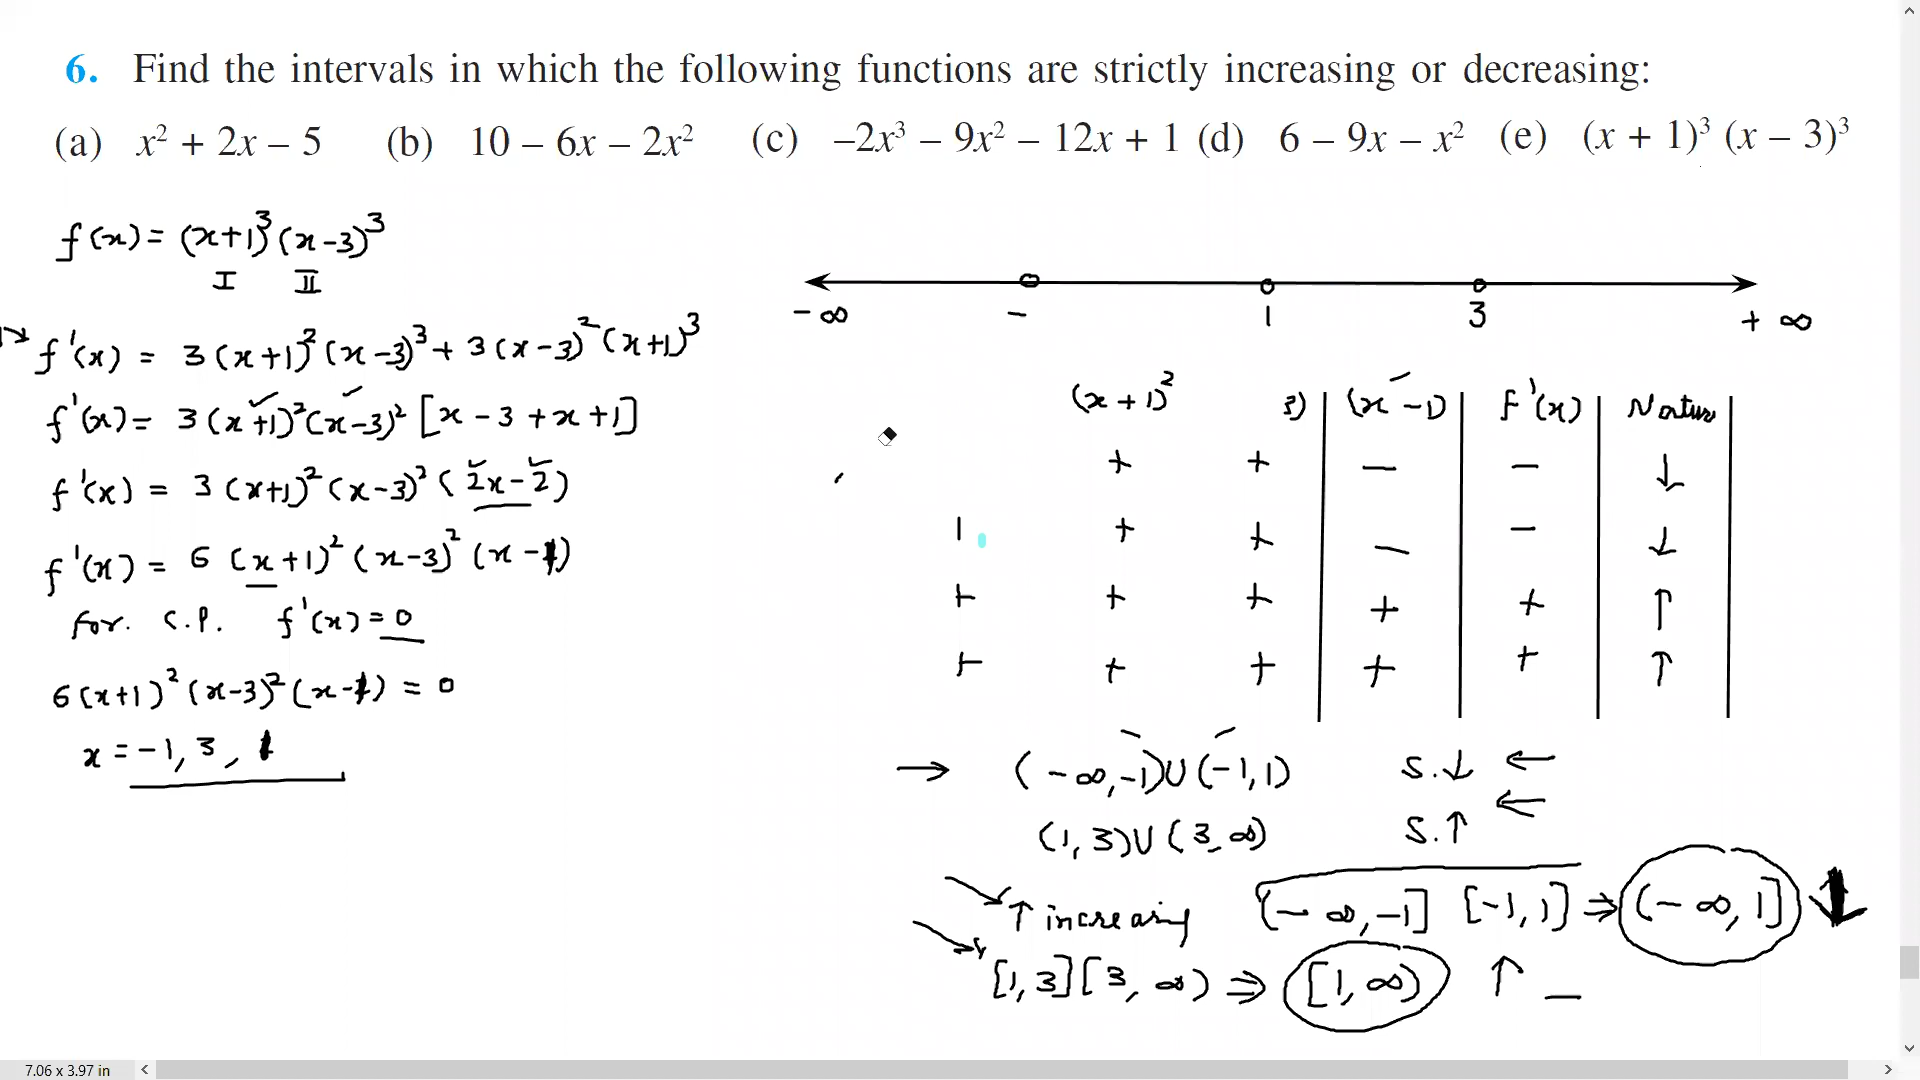 6. Find the intervals in which the following functions are strictly increasing or decreasing:
(a) x² + 2x – 5 (b) 10 – 6x – 2x² (c) –2x³ – 9x² – 12x + 1 (d) 6 – 9x – x² (e) (x + 1)³ (x – 3)³
f(x) = (x+1)³(x-3)³
I II
f'(x) = 3(x+1)²(x-3)³ + 3(x-3)²(x+1)³
f'(x) = 3(x+1)²(x-3)² [x-3+x+1]
f'(x) = 3(x+1)²(x-3)² (2x-2)
f'(x) = 6 (x+1)² (x-3)² (x-1)
For. C.P. f'(x) = 0
6(x+1)²(x-3)²(x-1) = 0
x = -1, 3, 1
-∞ - 1 3 + ∞
(x+1)² 3) (x-1) f'(x)
+ + – – ↓
1 + + – – ↓
+ + + + + ↑
+ + + + + ↑
→ (-∞,-1)∪(-1,1) S.↓ ←
(1,3)∪(3,∞) S.↑ ←
↑ increasing (-∞,-1] [-1,1] ⇒ (-∞,1] ↓
[1,3][3,∞) ⇒ [1,∞) ↑ –
7.06 x 3.97 in